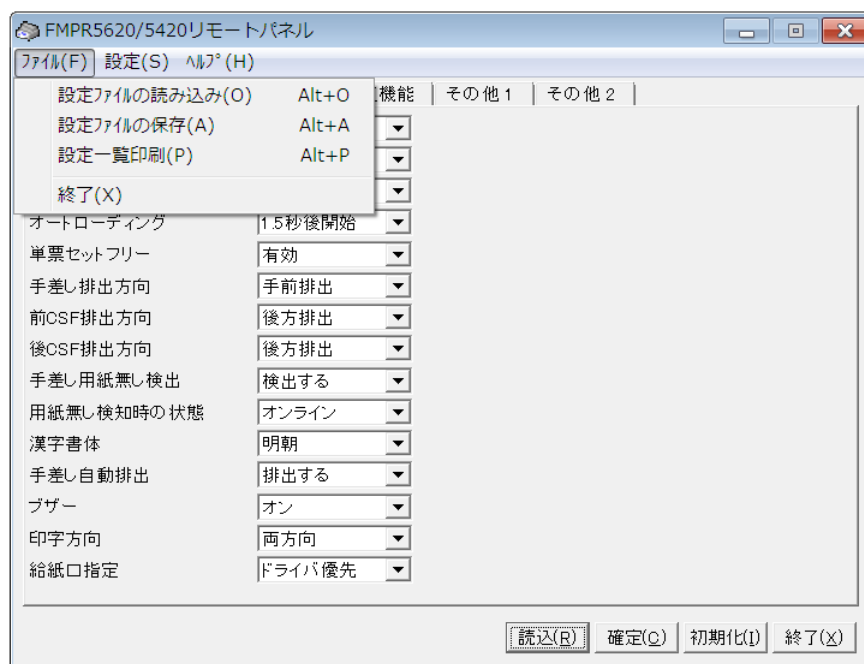 FMPR5620/5420リモートパネル
ﾌｧｲﾙ(F) 設定(S) ﾍﾙﾌﾟ(H)
機能 その他1 その他2
設定ﾌｧｲﾙの読み込み(O) Alt+O
設定ﾌｧｲﾙの保存(A) Alt+A
設定一覧印刷(P) Alt+P
終了(X)
オートローディング 1.5秒後開始
単票セットフリー 有効
手差し排出方向 手前排出
前CSF排出方向 後方排出
後CSF排出方向 後方排出
手差し用紙無し検出 検出する
用紙無し検知時の状態 オンライン
漢字書体 明朝
手差し自動排出 排出する
ブザー オン
印字方向 両方向
給紙口指定 ドライバ優先
読込(R) 確定(C) 初期化(I) 終了(X)